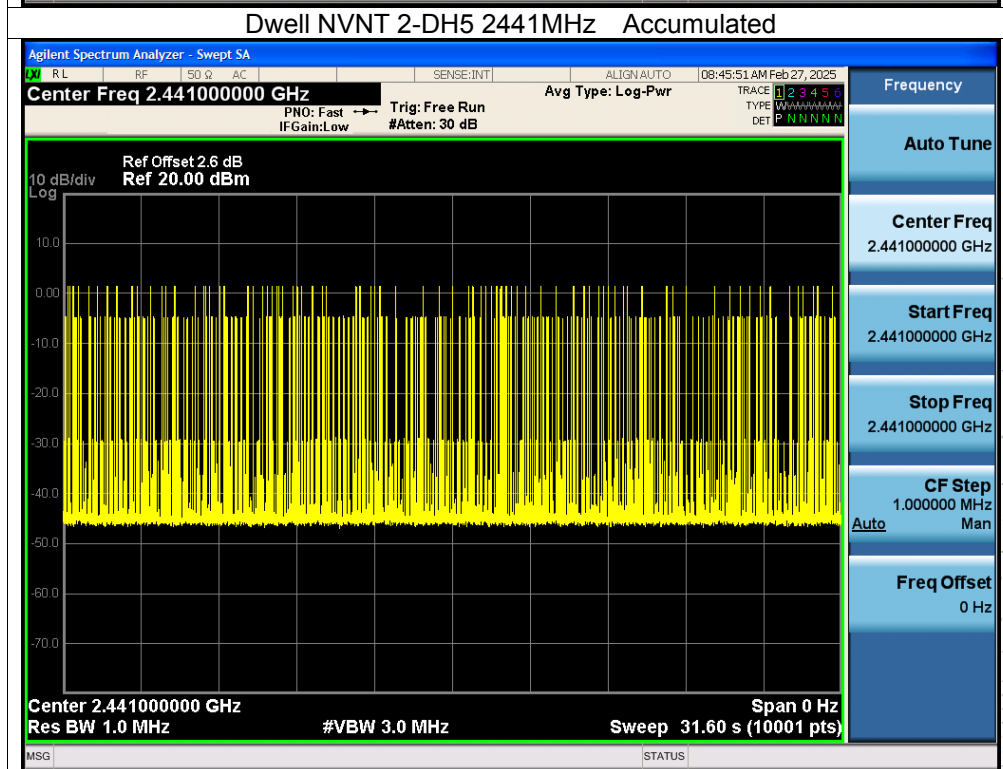 Dwell NVNT 2-DH5 2441MHz Accumulated
Agilent Spectrum Analyzer - Swept SA
LXI RL RF 50 Ω AC SENSE:INT ALIGN AUTO 08:45:51 AM Feb 27, 2025
Center Freq 2.441000000 GHz Avg Type: Log-Pwr TRACE 1 2 3 4 5 6
PNO: Fast Trig: Free Run TYPE WWWWWW
IFGain:Low #Atten: 30 dB DET P N N N N N
Ref Offset 2.6 dB
10 dB/div Ref 20.00 dBm
Log
10.0
0.00
-10.0
-20.0
-30.0
-40.0
-50.0
-60.0
-70.0
Center 2.441000000 GHz Span 0 Hz
Res BW 1.0 MHz #VBW 3.0 MHz Sweep 31.60 s (10001 pts)
MSG STATUS
Frequency
Auto Tune
Center Freq
2.441000000 GHz
Start Freq
2.441000000 GHz
Stop Freq
2.441000000 GHz
CF Step
1.000000 MHz
Auto Man
Freq Offset
0 Hz